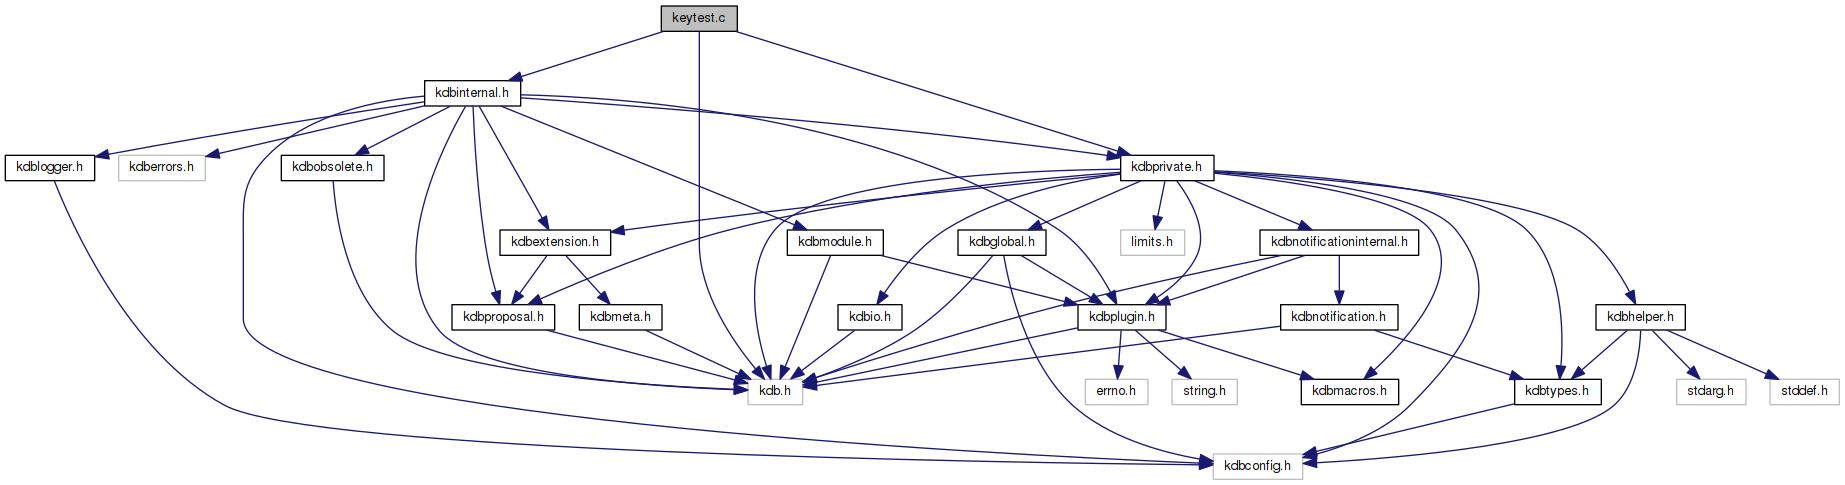 keytest.c
kdbinternal.h
kdblogger.h
kdberrors.h
kdbobsolete.h
kdbprivate.h
kdbextension.h
kdbmodule.h
kdbglobal.h
limits.h
kdbnotificationinternal.h
kdbproposal.h
kdbmeta.h
kdbio.h
kdbplugin.h
kdbnotification.h
kdbhelper.h
kdb.h
errno.h
string.h
kdbmacros.h
kdbtypes.h
stdarg.h
stddef.h
kdbconfig.h